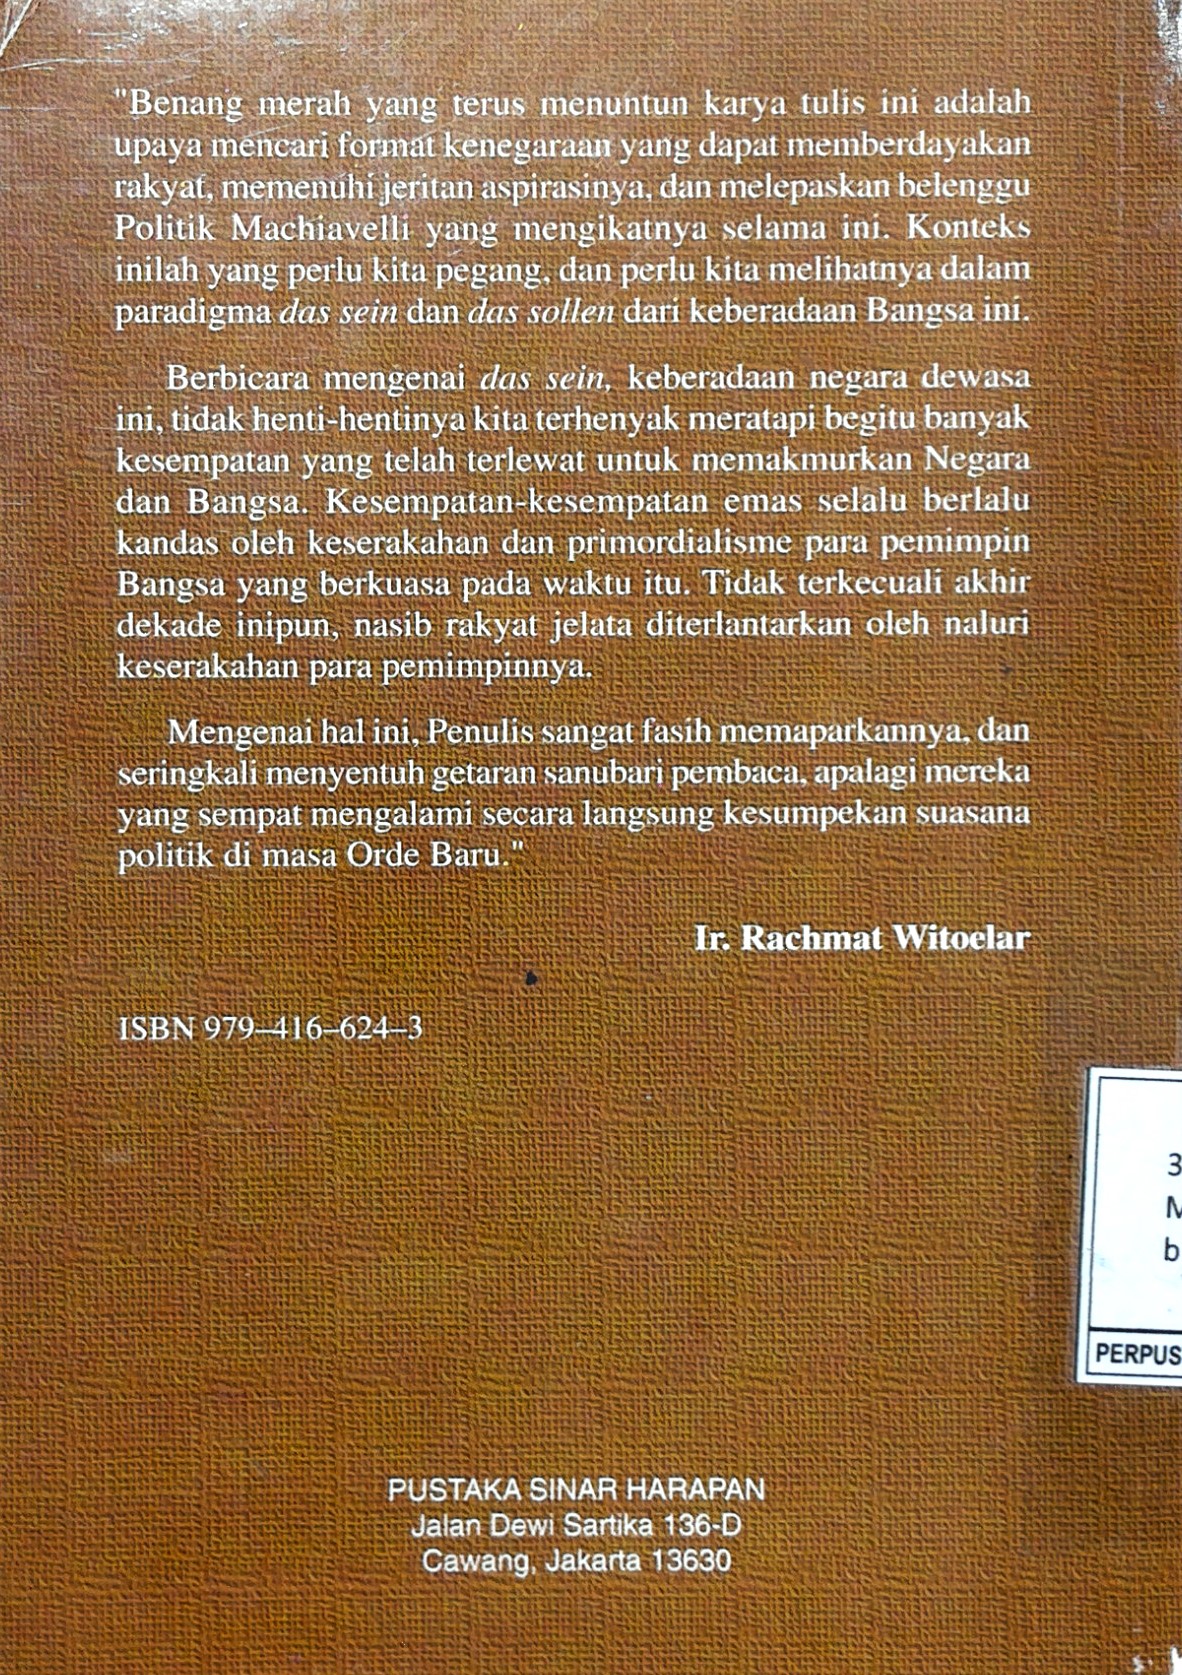 "Benang merah yang terus menuntun karya tulis ini adalah
upaya mencari format kenegaraan yang dapat memberdayakan
rakyat, memenuhi jeritan aspirasinya, dan melepaskan belenggu
Politik Machiavelli yang mengikatnya selama ini. Konteks
inilah yang perlu kita pegang, dan perlu kita melihatnya dalam
paradigma das sein dan das sollen dari keberadaan Bangsa ini.
Berbicara mengenai das sein, keberadaan negara dewasa
ini, tidak henti-hentinya kita terhenyak meratapi begitu banyak
kesempatan yang telah terlewat untuk memakmurkan Negara
dan Bangsa. Kesempatan-kesempatan emas selalu berlalu
kandas oleh keserakahan dan primordialisme para pemimpin
Bangsa yang berkuasa pada waktu itu. Tidak terkecuali akhir
dekade inipun, nasib rakyat jelata diterlantarkan oleh naluri
keserakahan para pemimpinnya.
Mengenai hal ini, Penulis sangat fasih memaparkannya, dan
seringkali menyentuh getaran sanubari pembaca, apalagi mereka
yang sempat mengalami secara langsung kesumpekan suasana
politik di masa Orde Baru."
Ir. Rachmat Witoelar
ISBN 979–416–624–3
3
M
b
PERPUS
PUSTAKA SINAR HARAPAN
Jalan Dewi Sartika 136-D
Cawang, Jakarta 13630